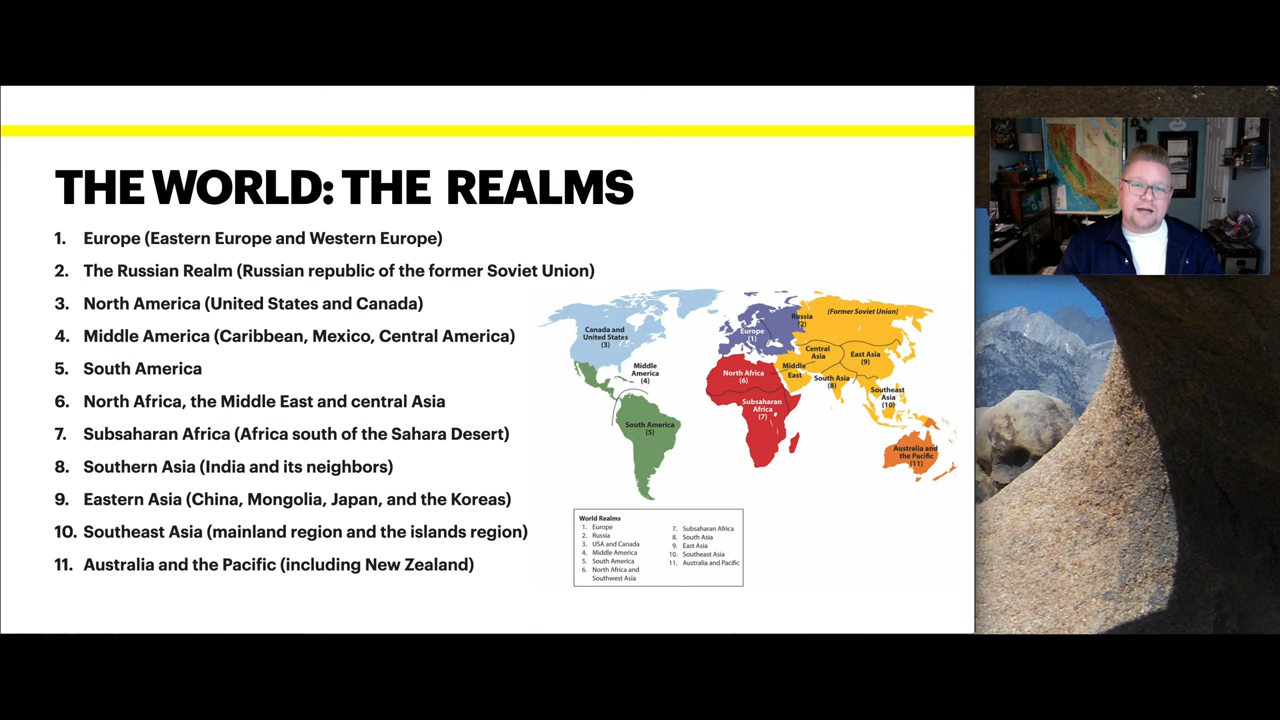 THE WORLD: THE REALMS
1. Europe (Eastern Europe and Western Europe)
2. The Russian Realm (Russian republic of the former Soviet Union)
3. North America (United States and Canada)
4. Middle America (Caribbean, Mexico, Central America)
5. South America
6. North Africa, the Middle East and central Asia
7. Subsaharan Africa (Africa south of the Sahara Desert)
8. Southern Asia (India and its neighbors)
9. Eastern Asia (China, Mongolia, Japan, and the Koreas)
10. Southeast Asia (mainland region and the islands region)
11. Australia and the Pacific (including New Zealand)
Canada and
United States
(3)
Middle
America
(4)
South America
(5)
Europe
(1)
Russia
(2)
(Former Soviet Union)
Central
Asia
East Asia
(9)
Middle
East
South Asia
(8)
Southeast
Asia
(10)
North Africa
(6)
Subsaharan
Africa
(7)
Australia and
the Pacific
(11)
World Realms
1. Europe
2. Russia
3. USA and Canada
4. Middle America
5. South America
6. North Africa and
Southwest Asia
7. Subsaharan Africa
8. South Asia
9. East Asia
10. Southeast Asia
11. Australia and Pacific